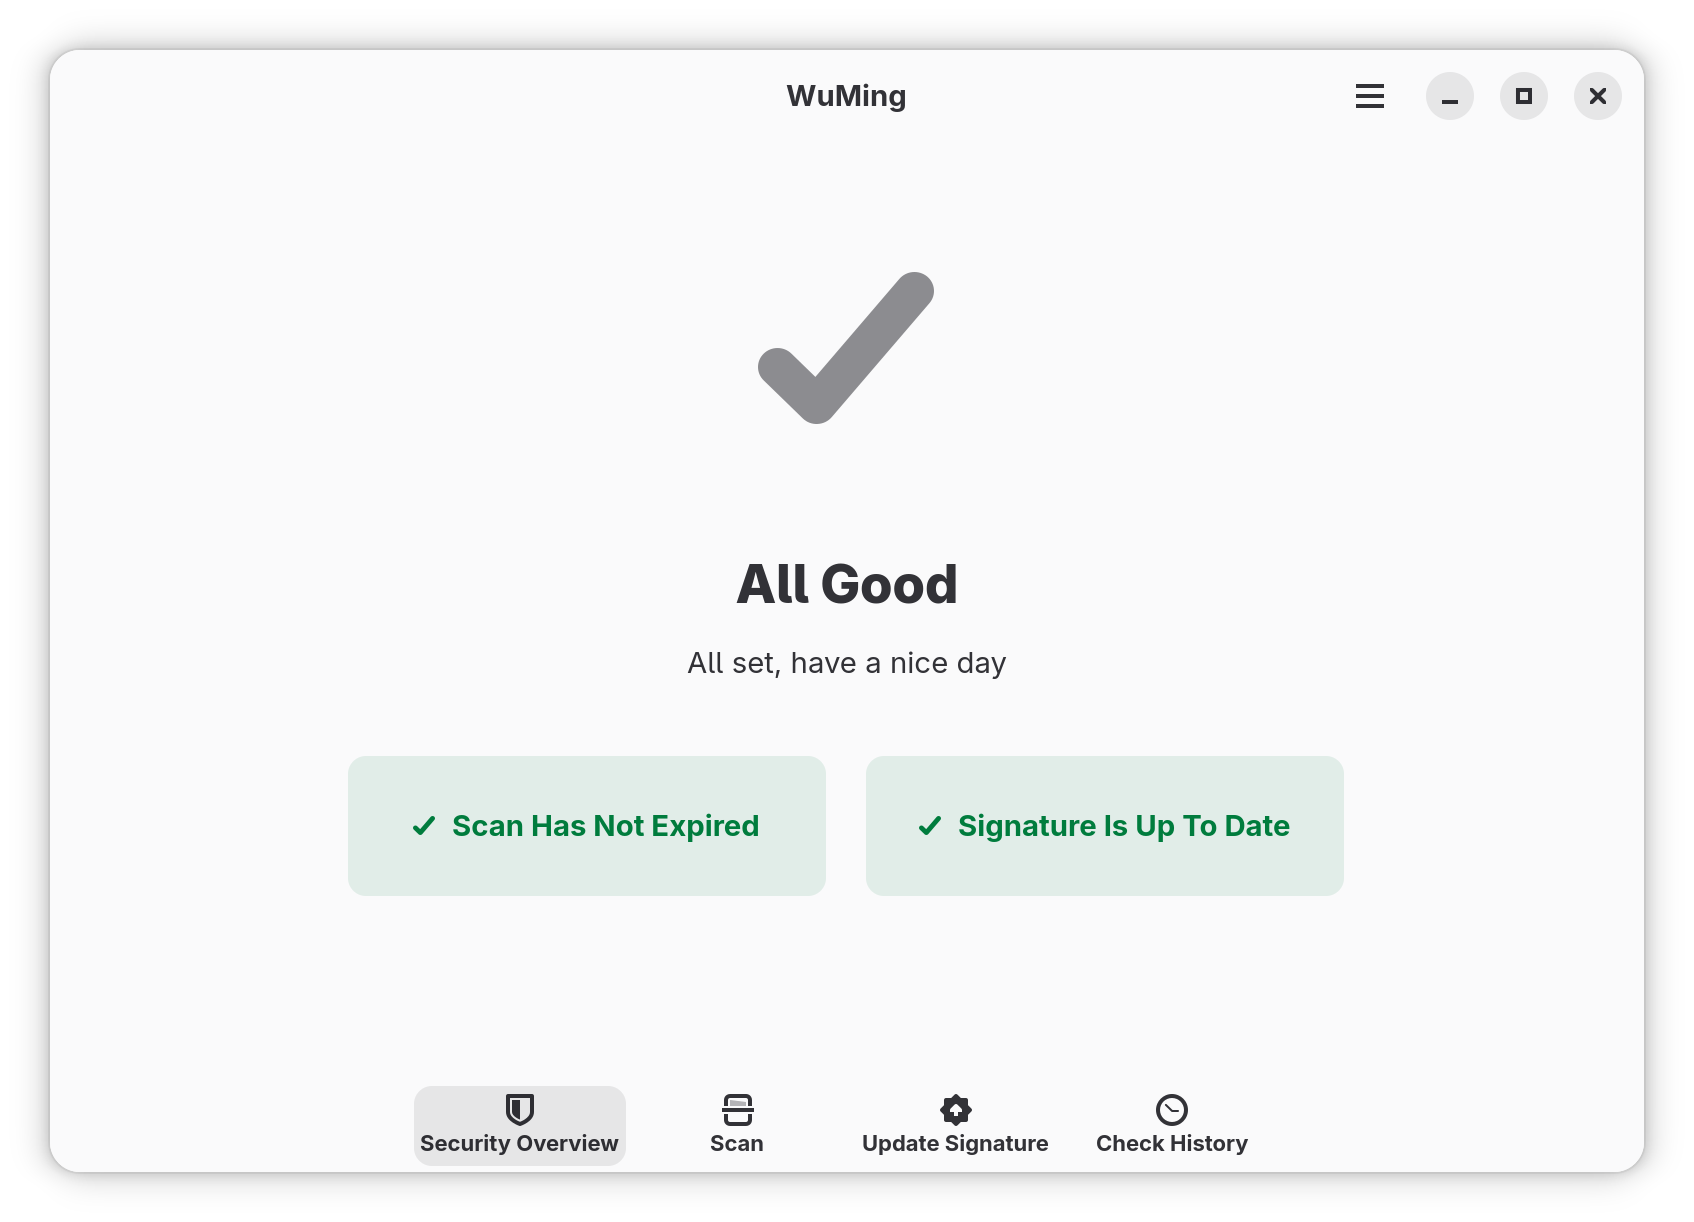 WuMing
All Good
All set, have a nice day
Scan Has Not Expired
Signature Is Up To Date
Security Overview
Scan
Update Signature
Check History